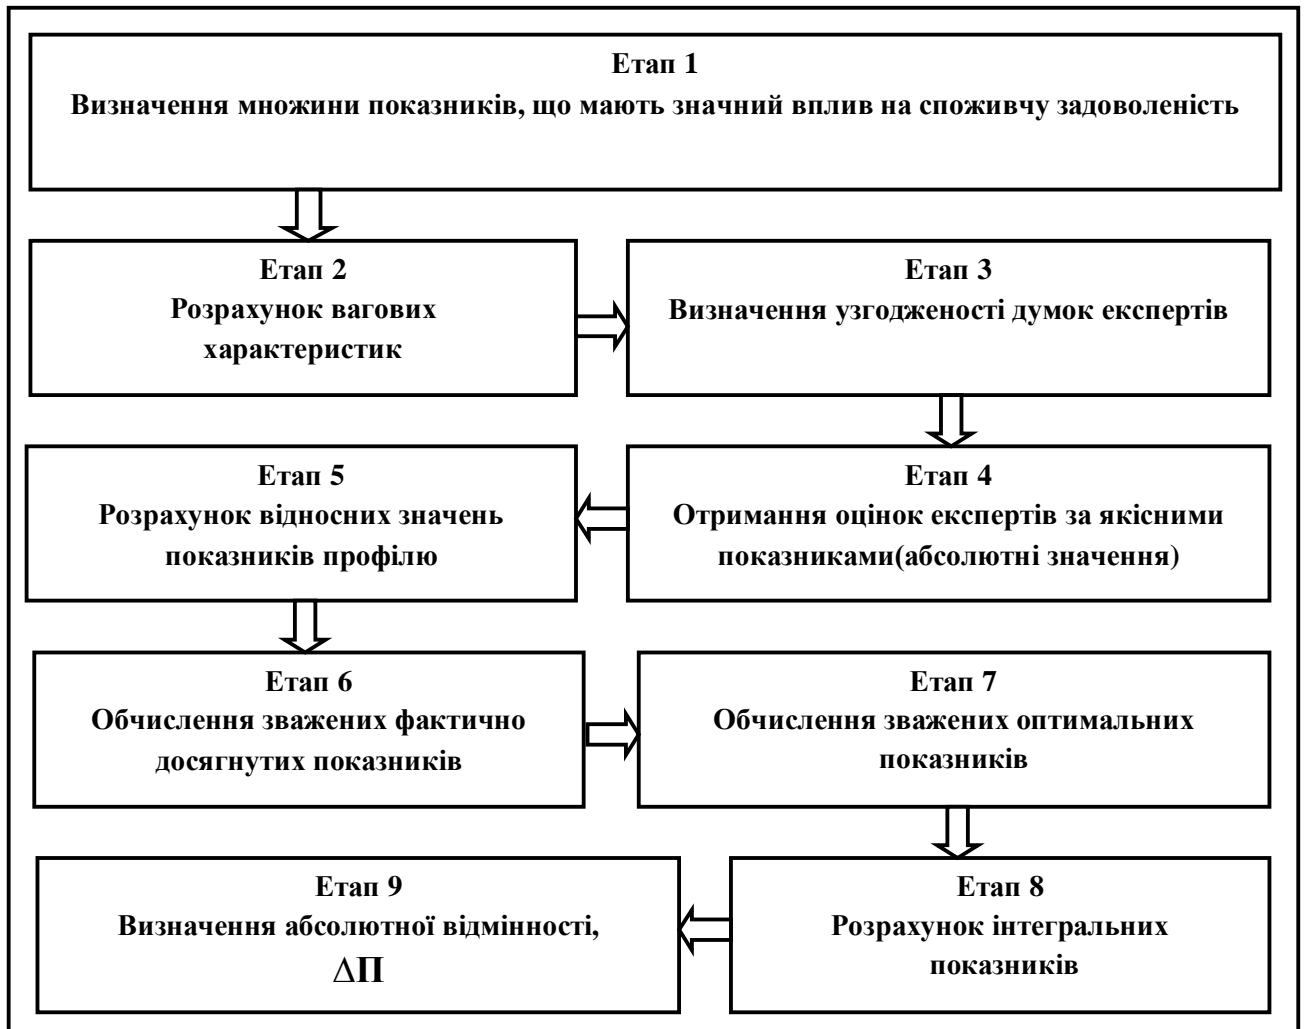 Етап 1
Визначення множини показників, що мають значний вплив на споживчу задоволеність
Етап 2
Розрахунок вагових
характеристик
Етап 3
Визначення узгодженості думок експертів
Етап 5
Розрахунок відносних значень
показників профілю
Етап 4
Отримання оцінок експертів за якісними
показниками(абсолютні значення)
Етап 6
Обчислення зважених фактично
досягнутих показників
Етап 7
Обчислення зважених оптимальних
показників
Етап 9
Визначення абсолютної відмінності,
ΔП
Етап 8
Розрахунок інтегральних
показників